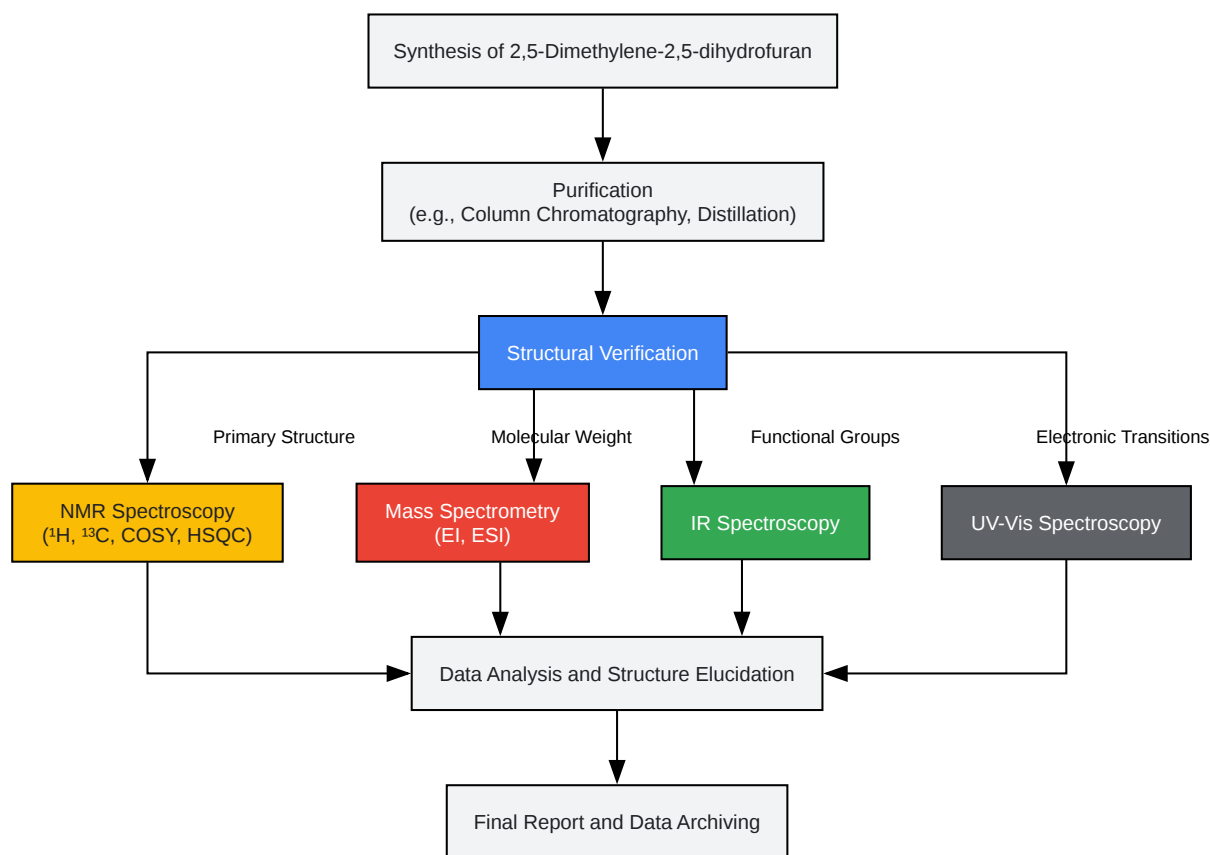 Synthesis of 2,5-Dimethylene-2,5-dihydrofuran
Purification
(e.g., Column Chromatography, Distillation)
Structural Verification
Primary Structure
Molecular Weight
Functional Groups
Electronic Transitions
NMR Spectroscopy
(¹H, ¹³C, COSY, HSQC)
Mass Spectrometry
(EI, ESI)
IR Spectroscopy
UV-Vis Spectroscopy
Data Analysis and Structure Elucidation
Final Report and Data Archiving